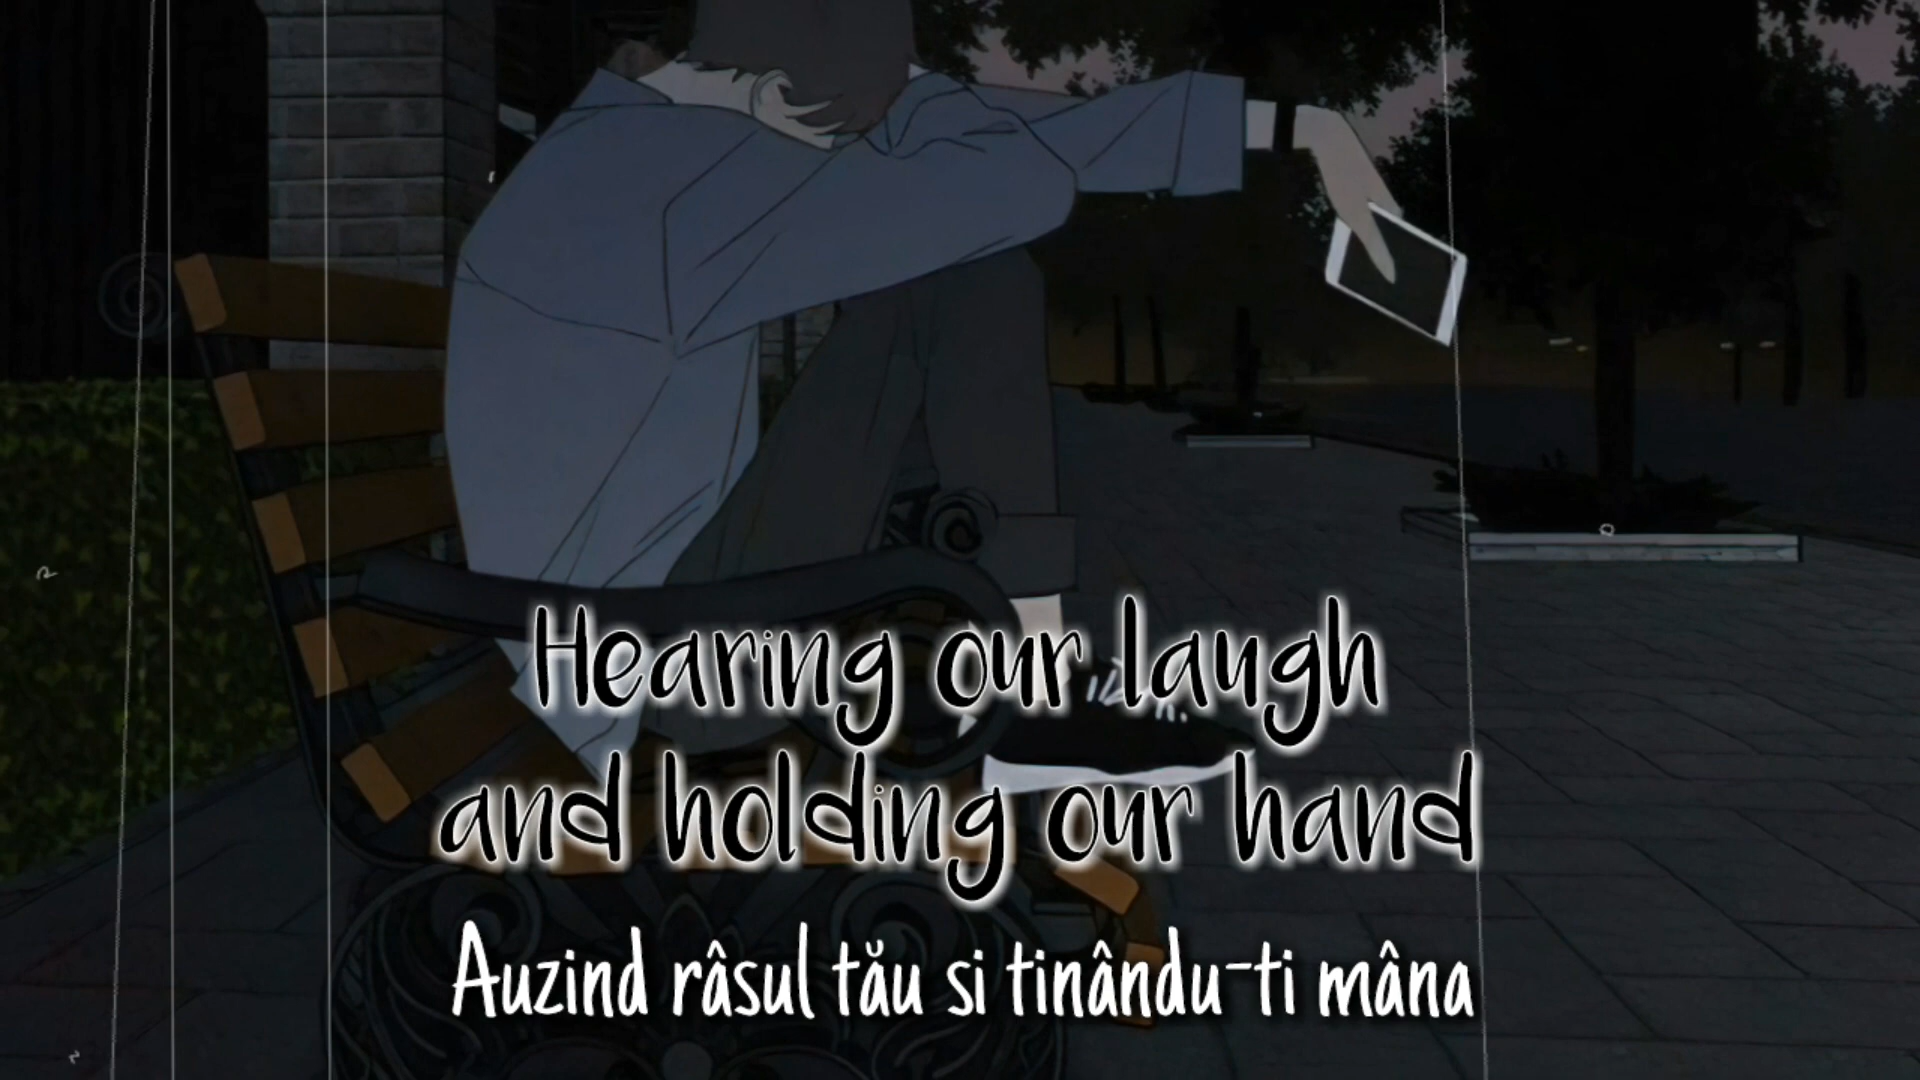 Hearing our laugh
and holding our hand
Auzind râsul tău si tinându-ti mâna